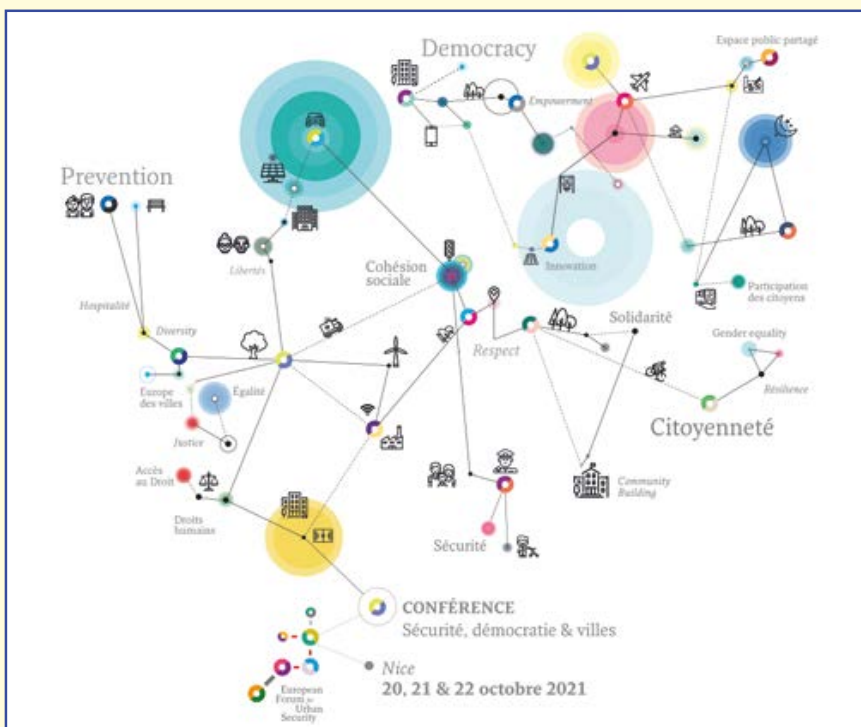 Democracy
Espace public partagé
Empowerment
Prevention
Innovation
Libertés
Cohésion
sociale
Participation
des citoyens
Hospitalité
Diversity
Solidarité
Respect
Gender equality
Résilience
Europe
des villes
Égalité
Citoyenneté
Justice
Accès
au Droit
Community
Building
Droits
humains
Sécurité
CONFÉRENCE
Sécurité, démocratie & villes
Nice
20, 21 & 22 octobre 2021
European
Forum for
Urban
Security